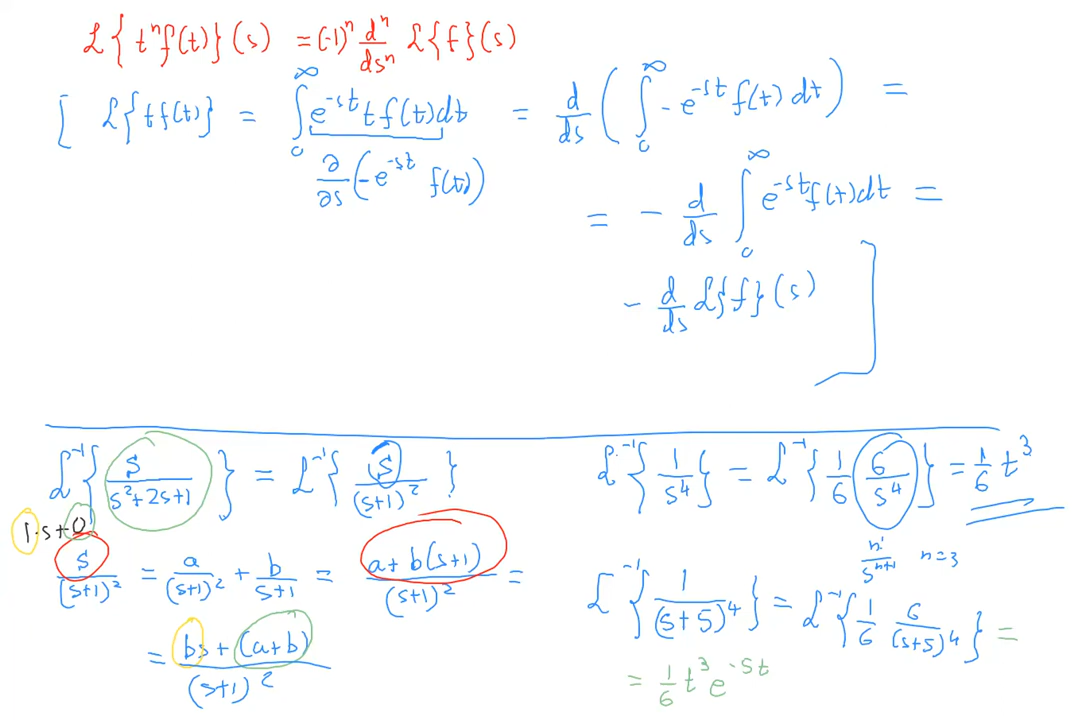 ℒ{tⁿf(t)}(s) = (-1)ⁿ dⁿ/dsⁿ ℒ{f}(s)
[ ℒ{tf(t)} = ∫₀^∞ e^(-st) t f(t)dt = d/ds (∫₀^∞ -e^(-st) f(t) dt) =
∂/∂s (-e^(-st) f(t))
= - d/ds ∫₀^∞ e^(-st) f(t)dt =
- d/ds ℒ{f}(s) ]
ℒ⁻¹{s/(s²+2s+1)} = ℒ⁻¹{s/(s+1)²}
1·s+0
s/(s+1)² = a/(s+1)² + b/(s+1) = (a+b(s+1))/(s+1)² =
= (bs + (a+b))/(s+1)²
ℒ⁻¹{1/s⁴} = ℒ⁻¹{1/6 6/s⁴} = 1/6 t³
n!/s^(n+1) n=3
ℒ⁻¹{1/(s+5)⁴} = ℒ⁻¹{1/6 6/(s+5)⁴} =
= 1/6 t³ e^(-5t)